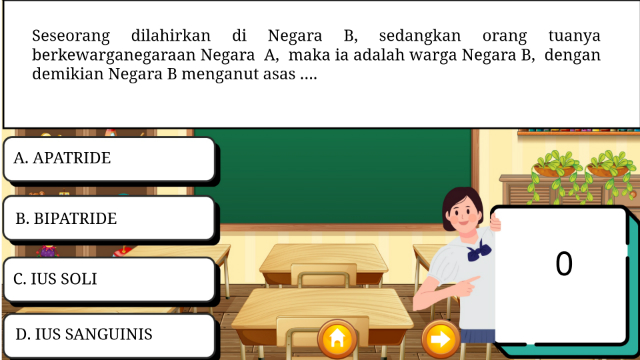 Seseorang dilahirkan di Negara B, sedangkan orang tuanya
berkewarganegaraan Negara A, maka ia adalah warga Negara B, dengan
demikian Negara B menganut asas ....
A. APATRIDE
B. BIPATRIDE
C. IUS SOLI
D. IUS SANGUINIS
0